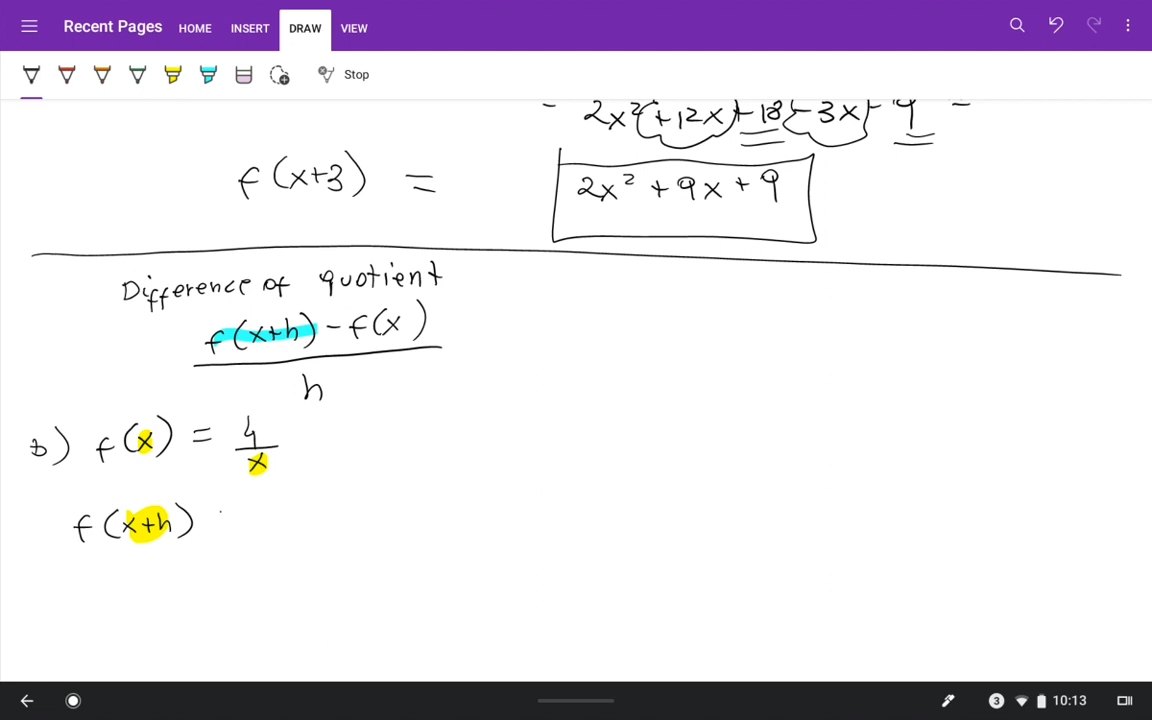 Recent Pages HOME INSERT DRAW VIEW
Stop
- 2x² + 12x + 18 - 3x - 9 =
f(x+3) = 2x² + 9x + 9
Difference of quotient
f(x+h) - f(x)
h
b) f(x) = 4
x
f(x+h)
3 10:13